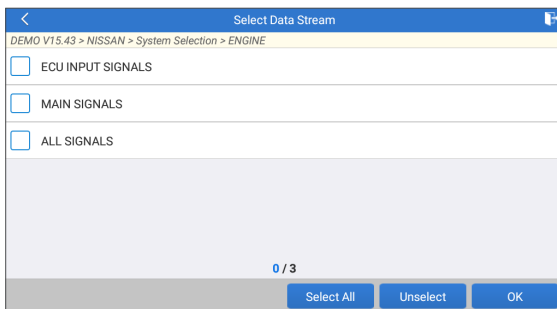 Select Data Stream
DEMO V15.43 > NISSAN > System Selection > ENGINE
ECU INPUT SIGNALS
MAIN SIGNALS
ALL SIGNALS
0 / 3
Select All Unselect OK